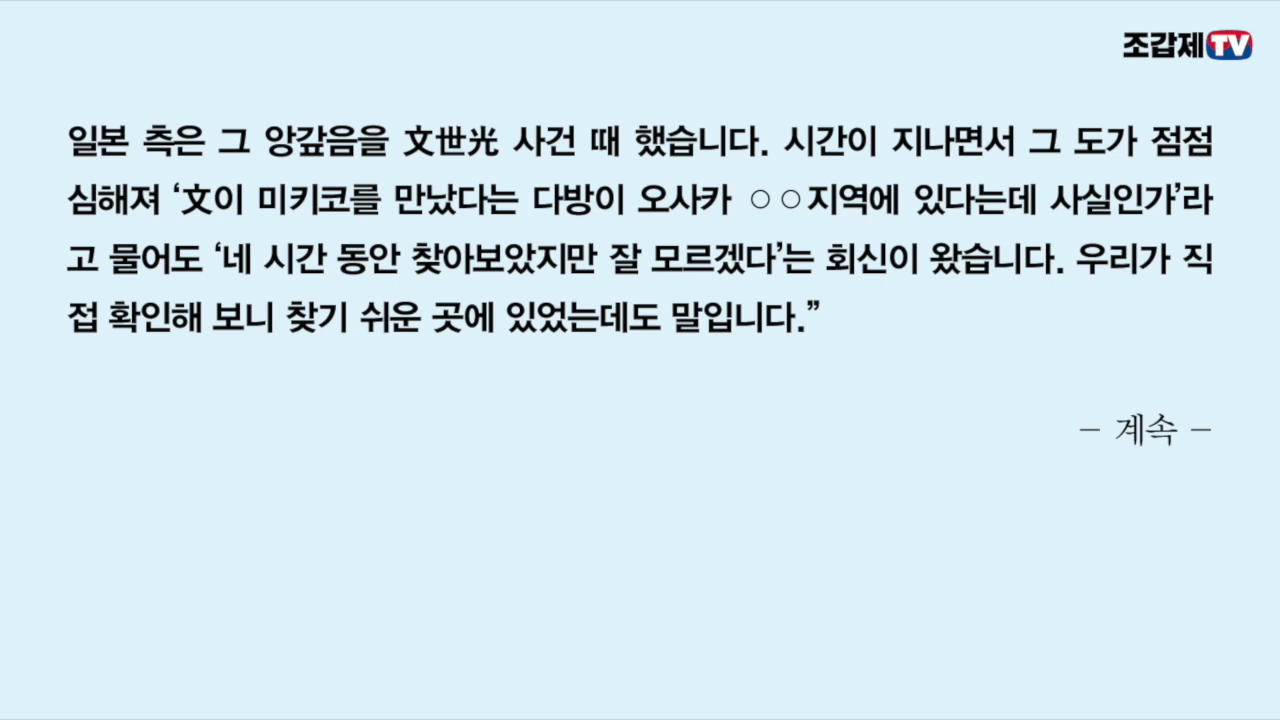 조갑제TV
일본 측은 그 앙갚음을 文世光 사건 때 했습니다. 시간이 지나면서 그 도가 점점
심해져 ‘文이 미키코를 만났다는 다방이 오사카 ○○지역에 있다는데 사실인가’라
고 물어도 ‘네 시간 동안 찾아보았지만 잘 모르겠다’는 회신이 왔습니다. 우리가 직
접 확인해 보니 찾기 쉬운 곳에 있었는데도 말입니다.”
– 계속 –